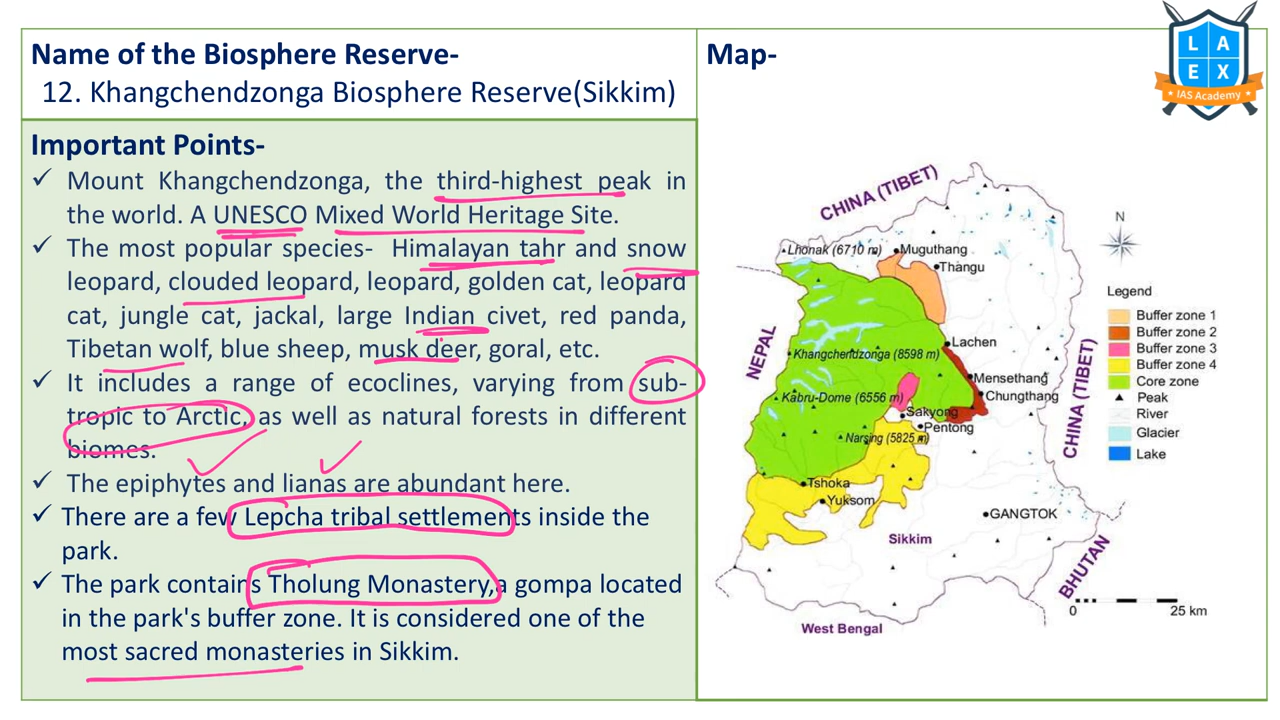 Name of the Biosphere Reserve-
12. Khangchendzonga Biosphere Reserve(Sikkim)
Important Points-
✓ Mount Khangchendzonga, the third-highest peak in
the world. A UNESCO Mixed World Heritage Site.
✓ The most popular species- Himalayan tahr and snow
leopard, clouded leopard, leopard, golden cat, leopard
cat, jungle cat, jackal, large Indian civet, red panda,
Tibetan wolf, blue sheep, musk deer, goral, etc.
✓ It includes a range of ecoclines, varying from sub-
tropic to Arctic, as well as natural forests in different
biomes.
✓ The epiphytes and lianas are abundant here.
✓ There are a few Lepcha tribal settlements inside the
park.
✓ The park contains Tholung Monastery,a gompa located
in the park's buffer zone. It is considered one of the
most sacred monasteries in Sikkim.
Map-
L A
E X
IAS Academy
CHINA (TIBET)
N
Lhonak (6710 m)
Muguthang
Thangu
Legend
Buffer zone 1
Buffer zone 2
Buffer zone 3
Buffer zone 4
Core zone
Peak
River
Glacier
Lake
NEPAL
Lachen
Khangchendzonga (8598 m)
Mensethang
Chungthang
Kabru-Dome (6556 m)
Sakyong
Pentong
Narsing (5825 m)
CHINA (TIBET)
Tshoka
Yuksom
GANGTOK
Sikkim
BHUTAN
0 25 km
West Bengal